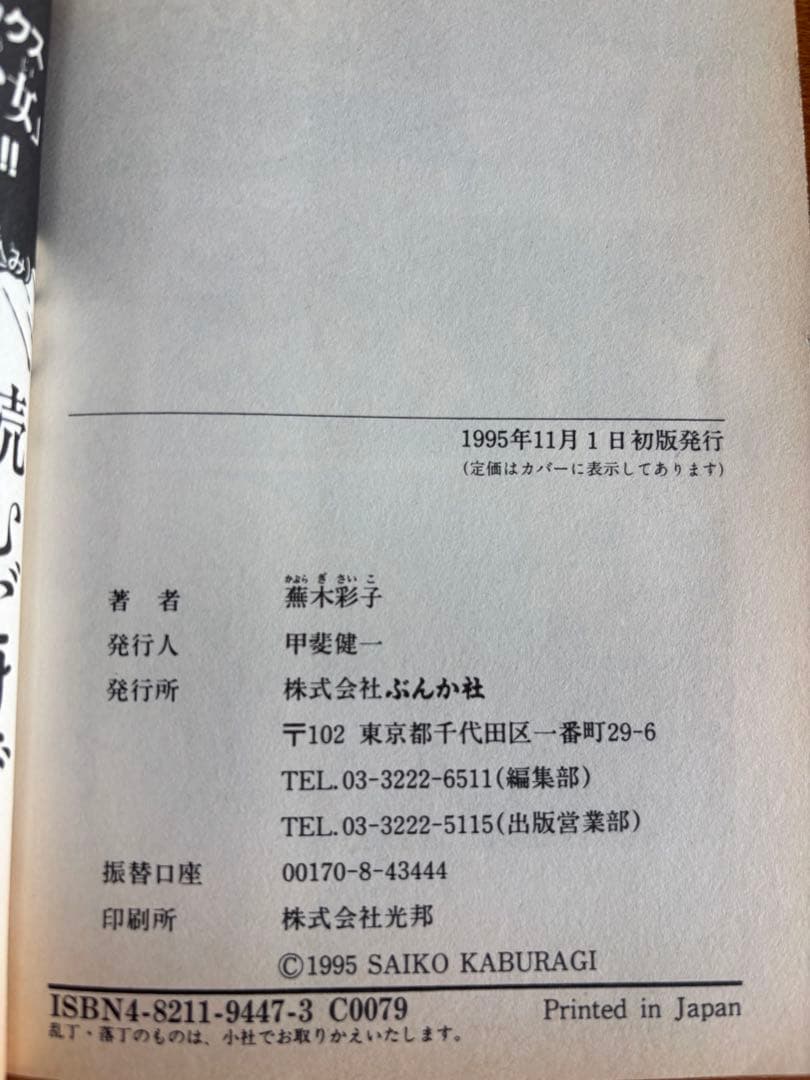 1995年11月1日初版発行
(定価はカバーに表示してあります)
かぶらぎさいこ
著者 蕪木彩子
発行人 甲斐健一
発行所 株式会社ぶんか社
〒102 東京都千代田区一番町29-6
TEL.03-3222-6511(編集部)
TEL.03-3222-5115(出版営業部)
振替口座 00170-8-43444
印刷所 株式会社光邦
©1995 SAIKO KABURAGI
ISBN4-8211-9447-3 C0079 Printed in Japan
乱丁・落丁のものは、小社でお取りかえいたします。